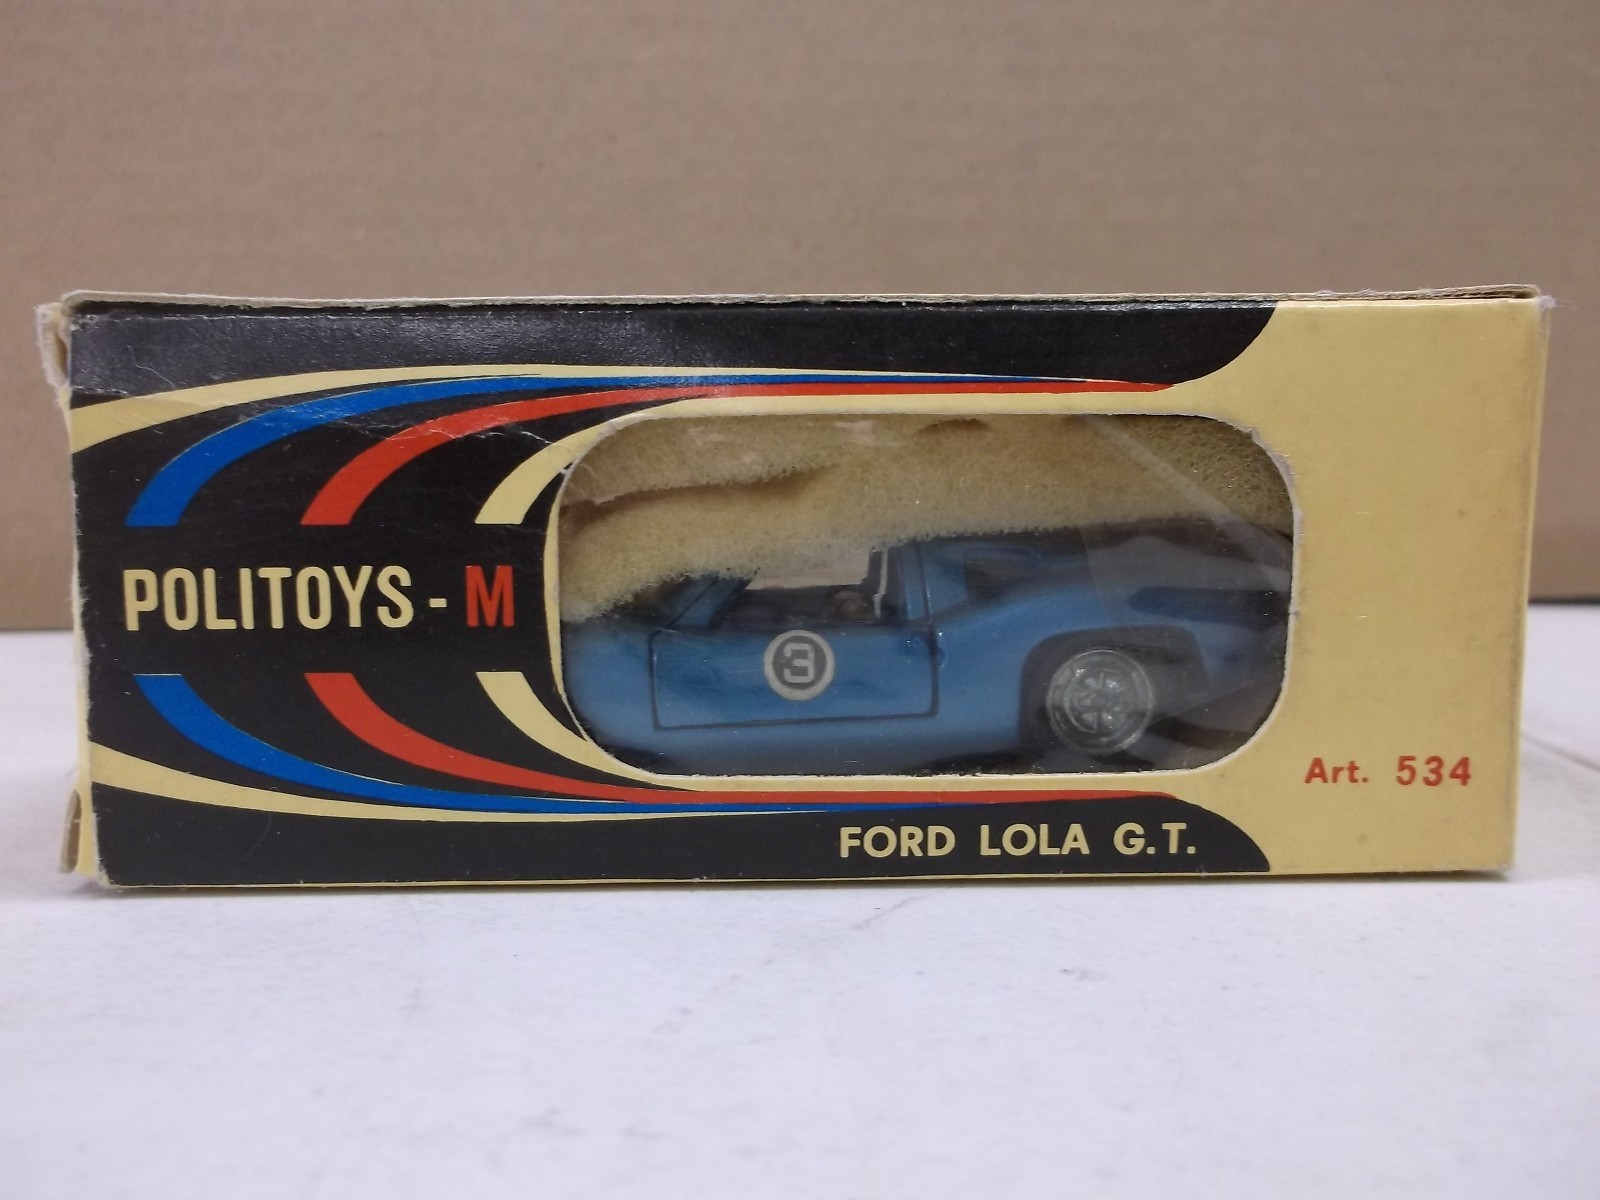 POLITOYS - M
3
Art. 534
FORD LOLA G.T.